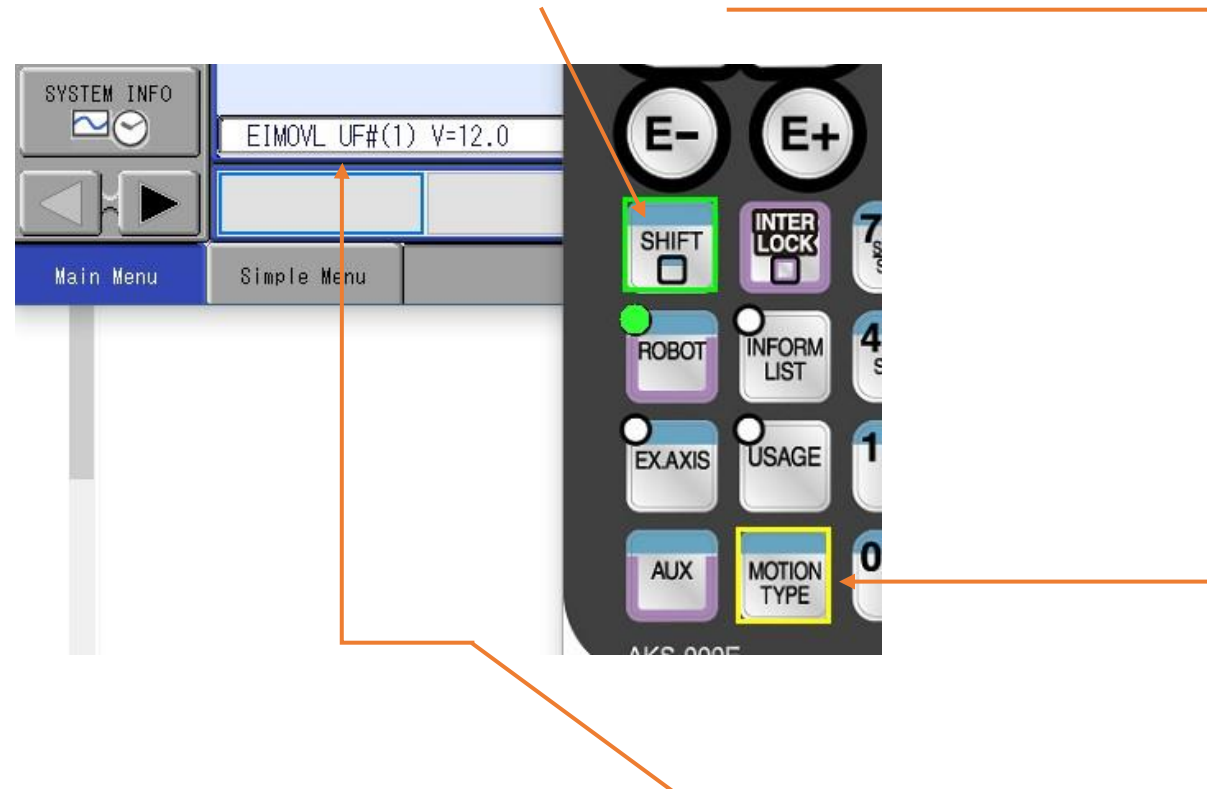 SYSTEM INFO
EIMOVL UF#(1) V=12.0
Main Menu
Simple Menu
E-
E+
SHIFT
INTER
LOCK
7
ROBOT
INFORM
LIST
4
EX.AXIS
USAGE
1
AUX
MOTION
TYPE
0